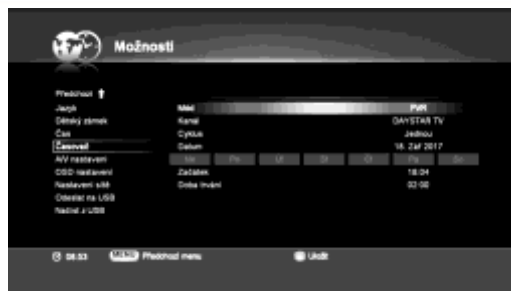 Možnosti
Předchozí
Jazyk
Dětský zámek
Čas
Časovač
A/V nastavení
OSD nastavení
Nastavení sítě
Odeslat na USB
Načíst z USB
Mód PVR
Kanál DAYSTAR TV
Cyklus Jednou
Datum 18. Zář 2017
Ne Po Út St Čt Pá So
Začátek 18:04
Doba trvání 02:00
08:53 MENU Předchozí menu Uložit